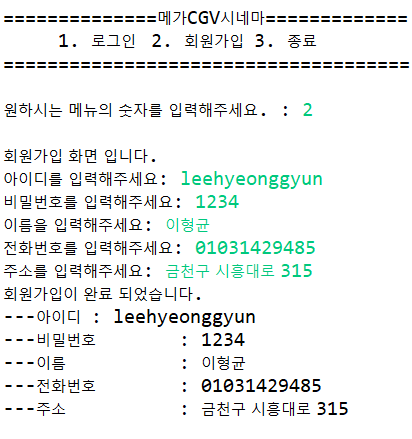 ==============메가CGV시네마=============
1. 로그인 2. 회원가입 3. 종료
=====================================
원하시는 메뉴의 숫자를 입력해주세요. : 2
회원가입 화면 입니다.
아이디를 입력해주세요: leehyeonggyun
비밀번호를 입력해주세요: 1234
이름을 입력해주세요: 이형균
전화번호를 입력해주세요: 01031429485
주소를 입력해주세요: 금천구 시흥대로 315
회원가입이 완료 되었습니다.
---아이디 : leehyeonggyun
---비밀번호 : 1234
---이름 : 이형균
---전화번호 : 01031429485
---주소 : 금천구 시흥대로 315